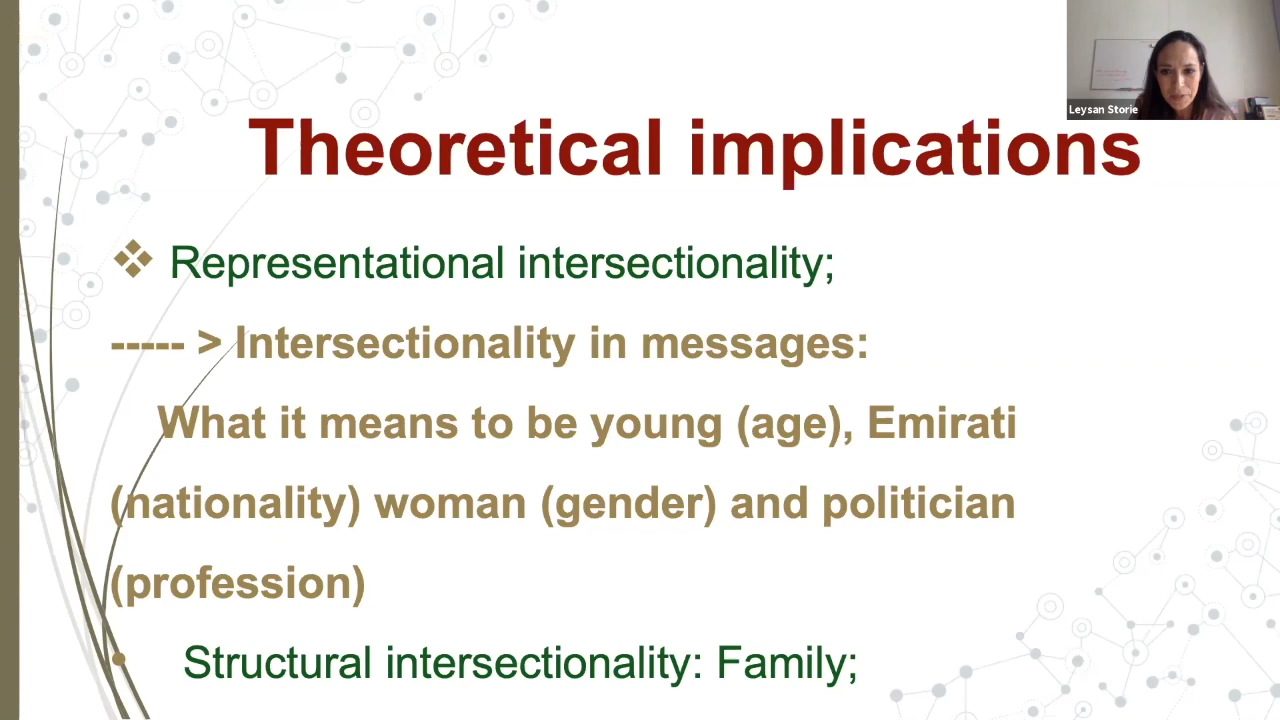 Leysan Storie
Theoretical implications
❖ Representational intersectionality;
----- > Intersectionality in messages:
What it means to be young (age), Emirati
(nationality) woman (gender) and politician
(profession)
• Structural intersectionality: Family;